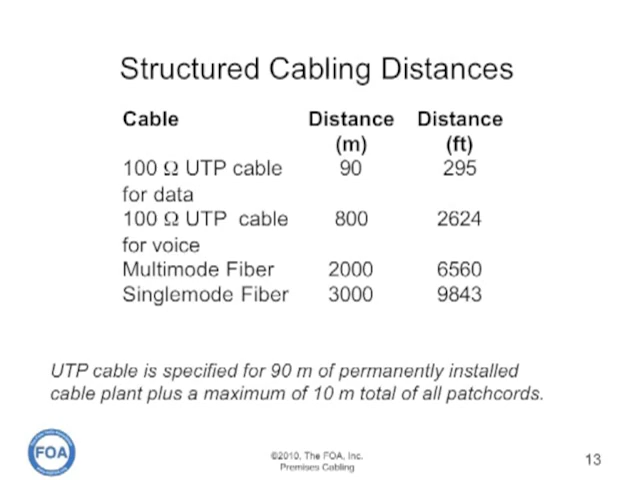 Structured Cabling Distances
Cable Distance Distance
(m) (ft)
100 Ω UTP cable 90 295
for data
100 Ω UTP cable 800 2624
for voice
Multimode Fiber 2000 6560
Singlemode Fiber 3000 9843
UTP cable is specified for 90 m of permanently installed
cable plant plus a maximum of 10 m total of all patchcords.
FOA
©2010, The FOA, Inc.
Premises Cabling
13